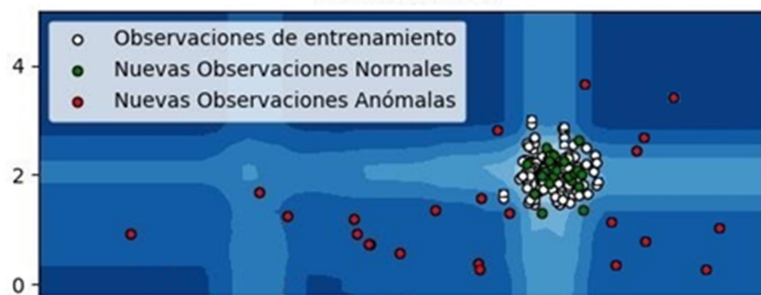 Observaciones de entrenamiento
Nuevas Observaciones Normales
Nuevas Observaciones Anómalas
4
2
0